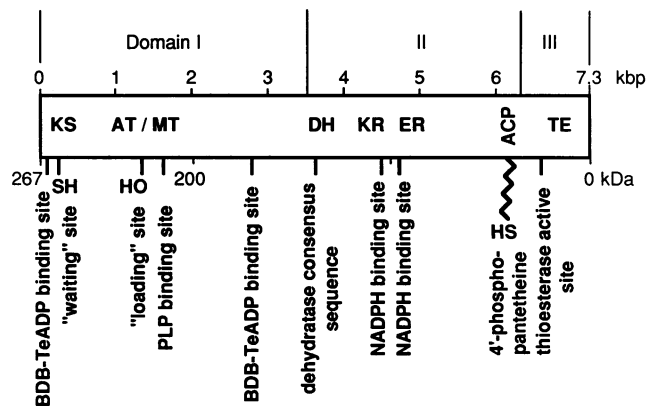 Domain I II III
0 1 2 3 4 5 6 7.3 kbp
KS AT / MT DH KR ER ACP TE
267 200 0 kDa
SH HO
HS
BDB-TeADP binding site
"waiting" site
"loading" site
PLP binding site
BDB-TeADP binding site
dehydratase consensus
sequence
NADPH binding site
NADPH binding site
4'-phospho-
pantetheine
thioesterase active
site